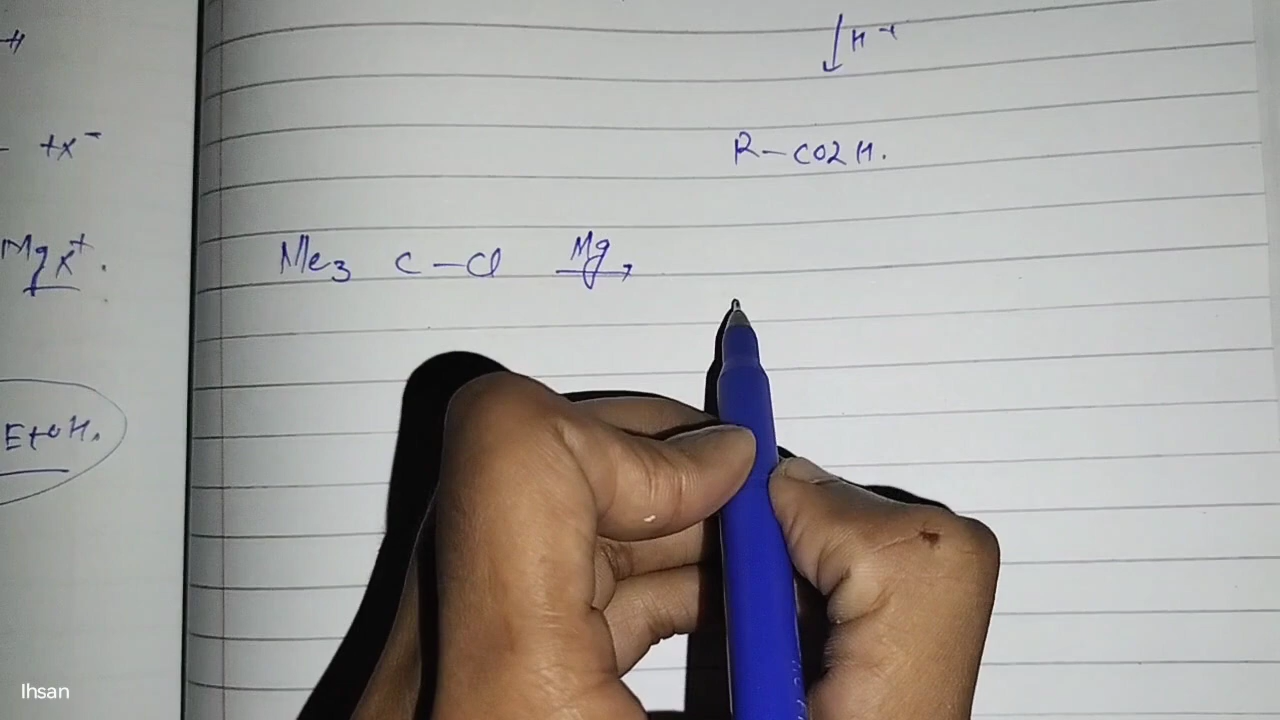 H
↓ H+
- +x⁻
R-CO2H.
MgX⁺.
Me3 C-Cl Mg→
EtOH.
Ihsan